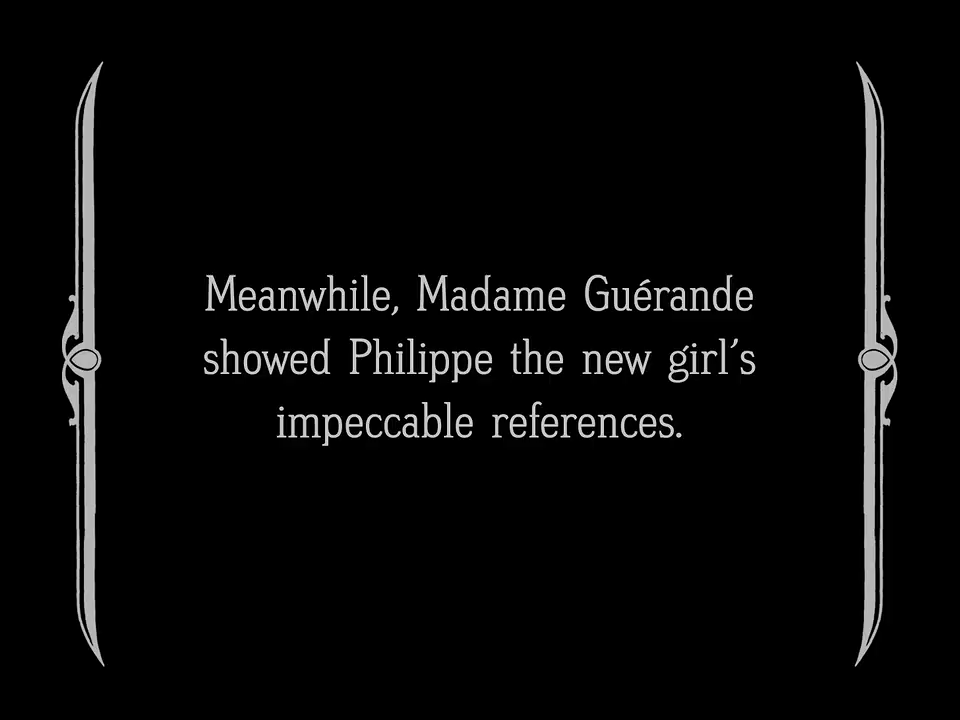 Meanwhile, Madame Guérande
showed Philippe the new girl's
impeccable references.